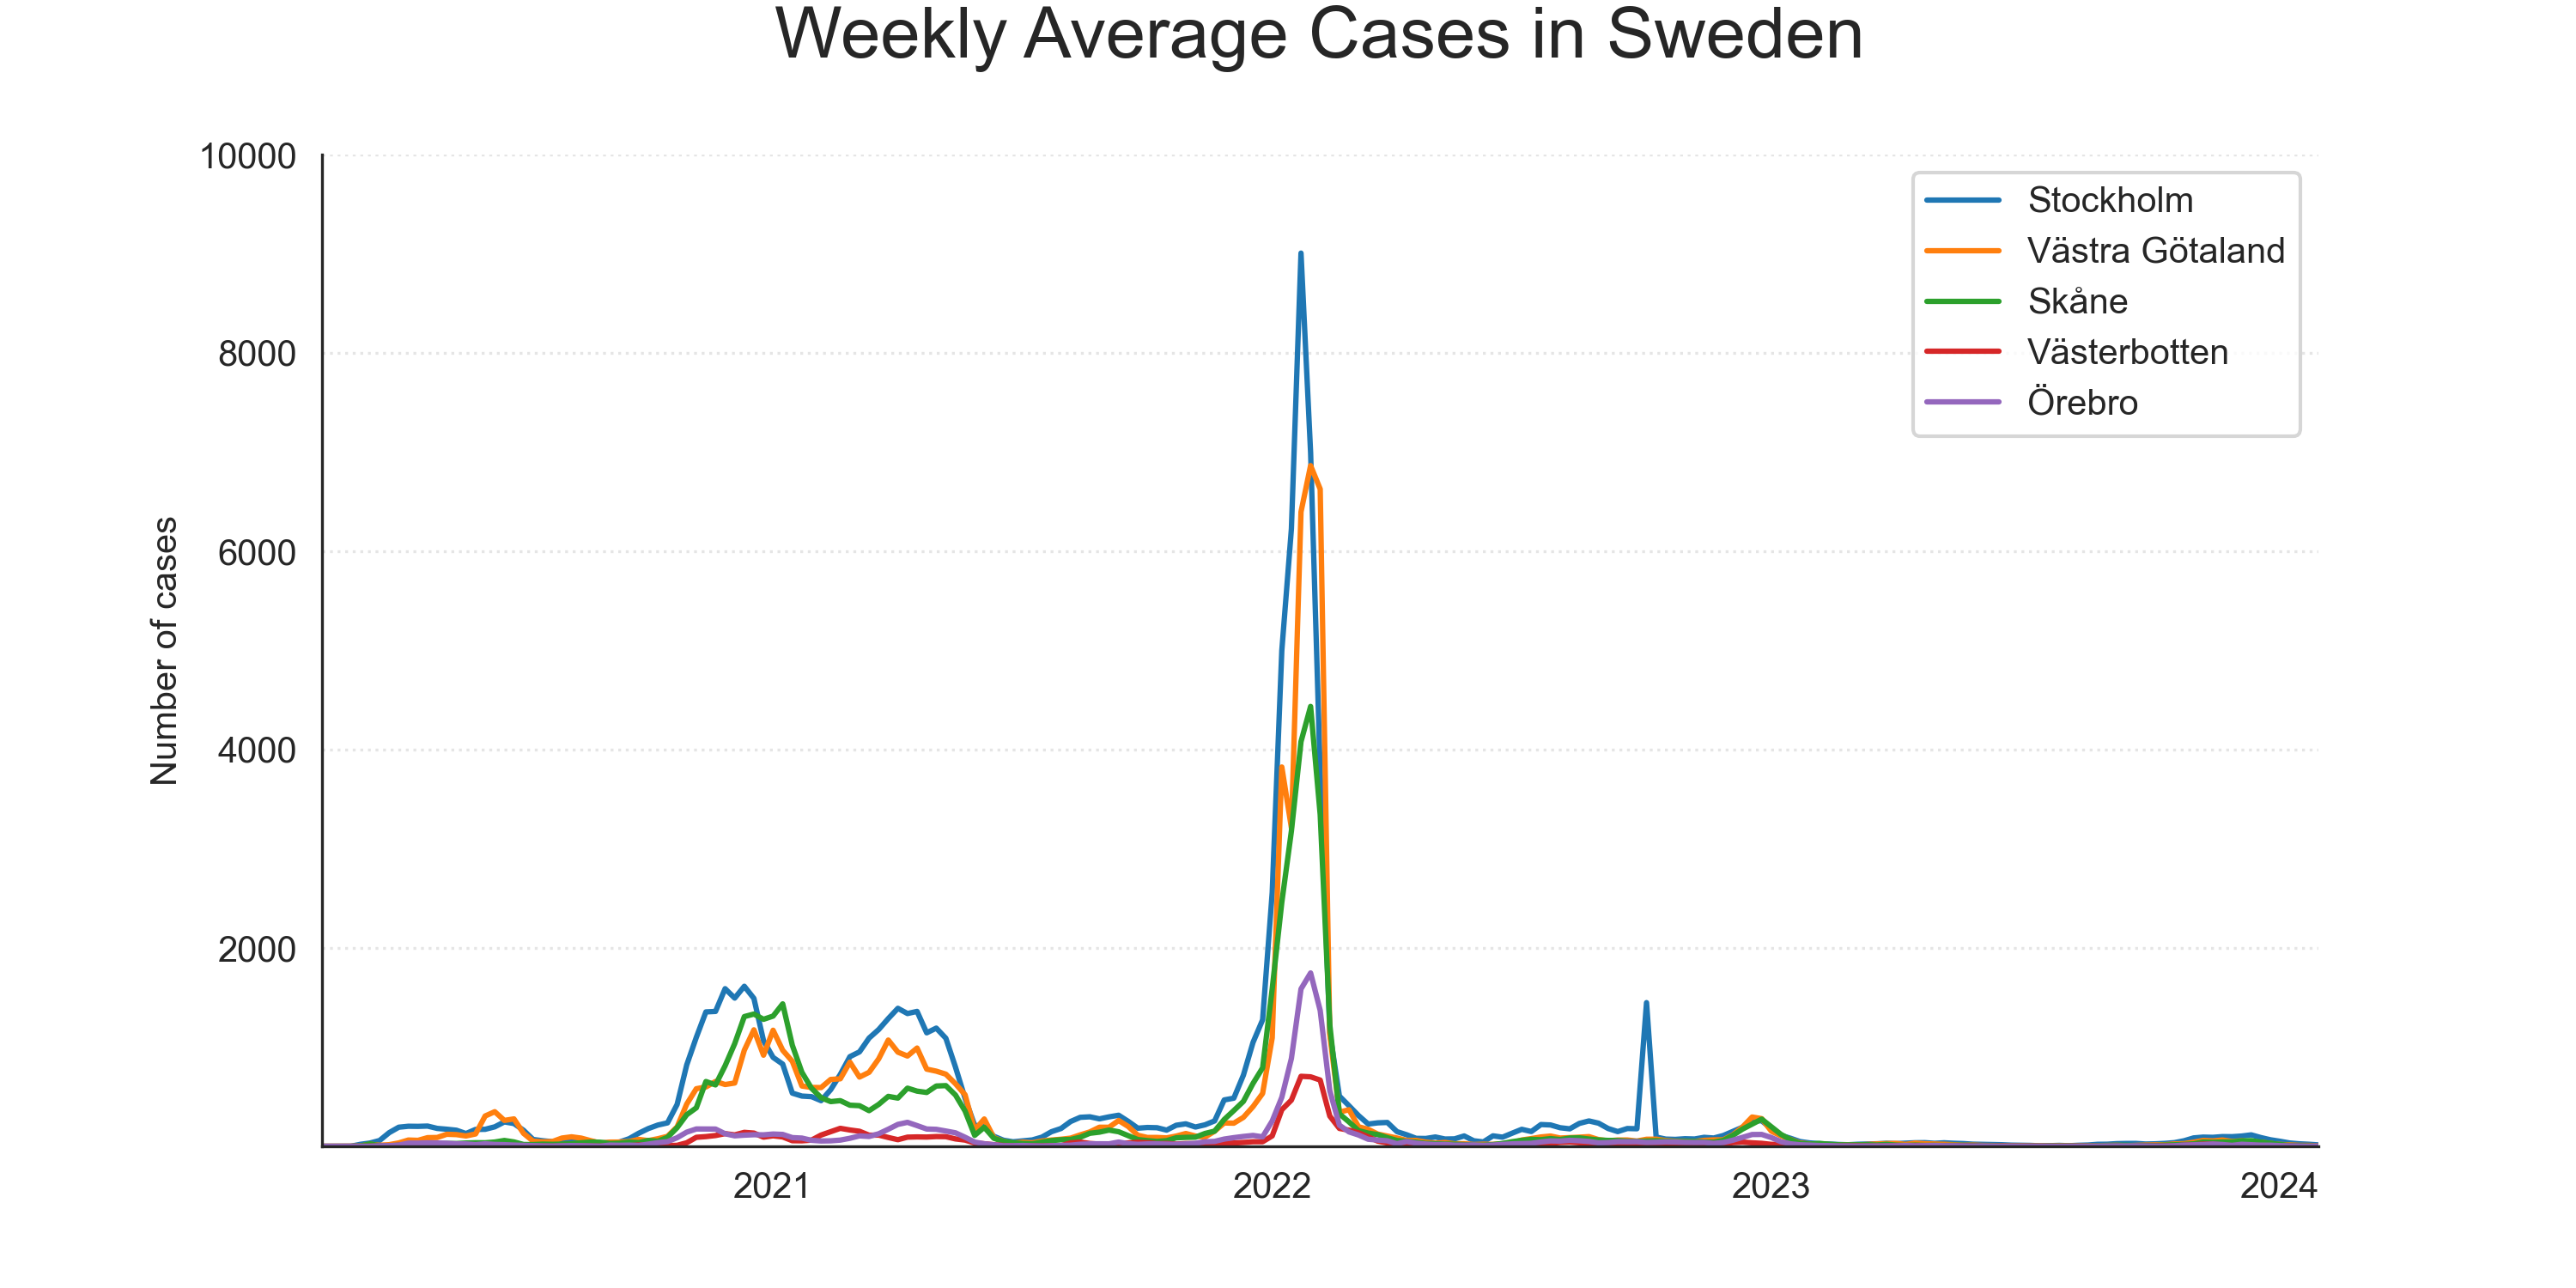 Weekly Average Cases in Sweden
10000
8000
6000
4000
2000
Number of cases
Stockholm
Västra Götaland
Skåne
Västerbotten
Örebro
2021
2022
2023
2024